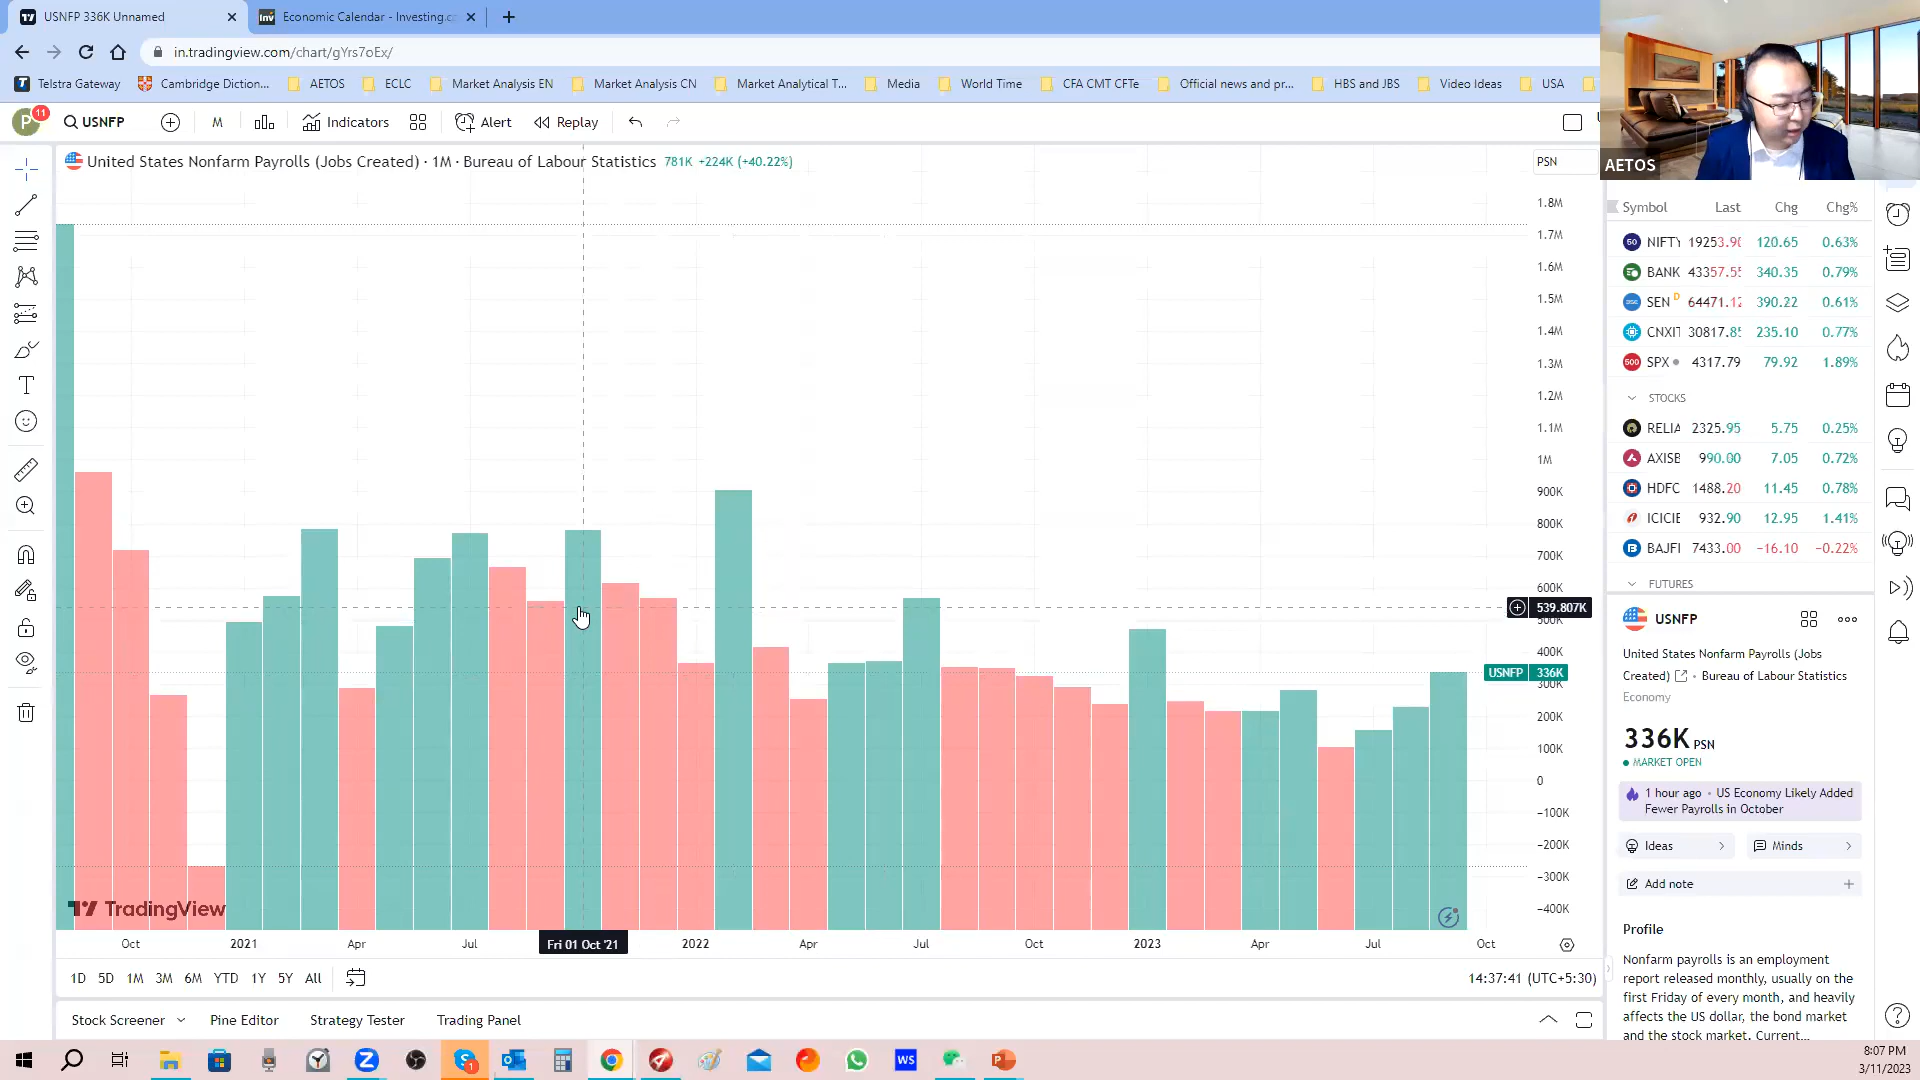 USNFP 336K Unnamed
Economic Calendar - Investing.c
in.tradingview.com/chart/gYrs7oEx/
Telstra Gateway
Cambridge Diction...
AETOS
ECLC
Market Analysis EN
Market Analysis CN
Market Analytical T...
Media
World Time
CFA CMT CFTe
Official news and pr...
HBS and JBS
Video Ideas
USA
P
11
USNFP
M
Indicators
Alert
Replay
AETOS
United States Nonfarm Payrolls (Jobs Created) · 1M · Bureau of Labour Statistics 781K +224K (+40.22%)
PSN
1.8M
1.7M
1.6M
1.5M
1.4M
1.3M
1.2M
1.1M
1M
900K
800K
700K
600K
539.807K
500K
400K
USNFP 336K
300K
200K
100K
0
−100K
−200K
−300K
−400K
TradingView
Oct
2021
Apr
Jul
Fri 01 Oct '21
2022
Apr
Jul
Oct
2023
Apr
Jul
Oct
1D 5D 1M 3M 6M YTD 1Y 5Y All
14:37:41 (UTC+5:30)
Stock Screener
Pine Editor
Strategy Tester
Trading Panel
Symbol Last Chg Chg%
50 NIFTY 19253.90 120.65 0.63%
BANK 43357.55 340.35 0.79%
SEN D 64471.12 390.22 0.61%
CNXIT 30817.85 235.10 0.77%
500 SPX 4317.79 79.92 1.89%
STOCKS
RELIA 2325.95 5.75 0.25%
AXISB 990.00 7.05 0.72%
HDFC 1488.20 11.45 0.78%
ICICIE 932.90 12.95 1.41%
BAJFI 7433.00 −16.10 −0.22%
FUTURES
USNFP
United States Nonfarm Payrolls (Jobs
Created) • Bureau of Labour Statistics
Economy
336K PSN
MARKET OPEN
1 hour ago • US Economy Likely Added
Fewer Payrolls in October
Ideas
Minds
Add note
Profile
Nonfarm payrolls is an employment
report released monthly, usually on the
first Friday of every month, and heavily
affects the US dollar, the bond market
and the stock market. Current...
WS
8:07 PM
3/11/2023